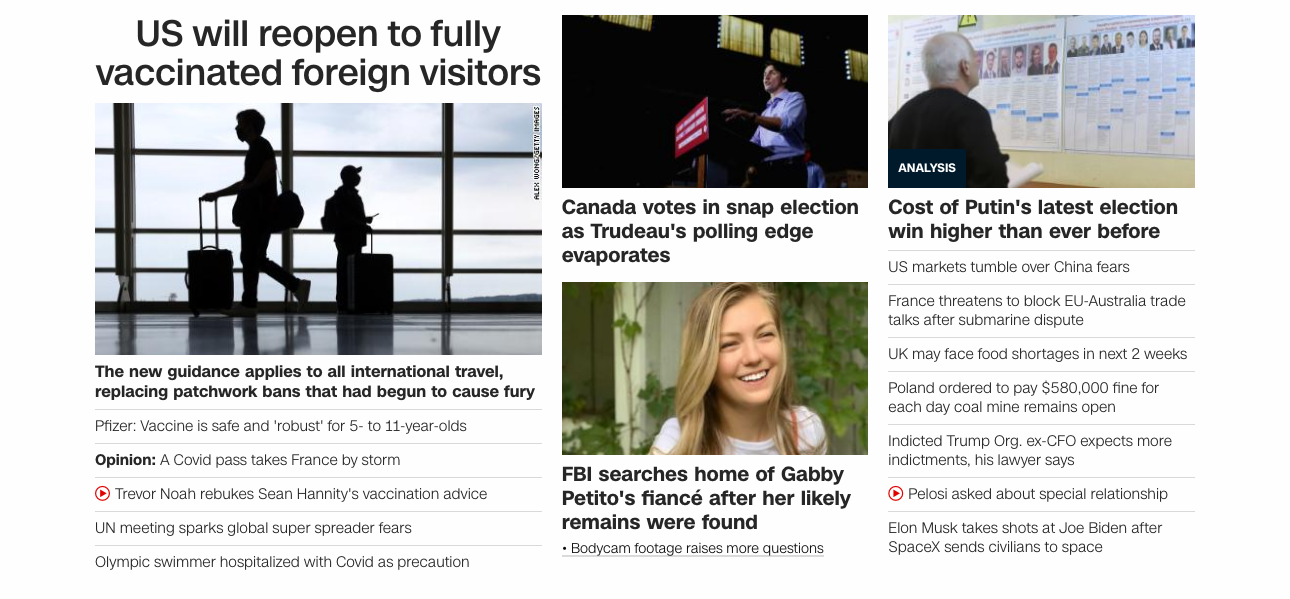 US will reopen to fully
vaccinated foreign visitors
ALEX WONG/GETTY IMAGES
The new guidance applies to all international travel,
replacing patchwork bans that had begun to cause fury
Pfizer: Vaccine is safe and 'robust' for 5- to 11-year-olds
Opinion: A Covid pass takes France by storm
Trevor Noah rebukes Sean Hannity's vaccination advice
UN meeting sparks global super spreader fears
Olympic swimmer hospitalized with Covid as precaution
Canada votes in snap election
as Trudeau's polling edge
evaporates
FBI searches home of Gabby
Petito's fiancé after her likely
remains were found
• Bodycam footage raises more questions
ANALYSIS
Cost of Putin's latest election
win higher than ever before
US markets tumble over China fears
France threatens to block EU-Australia trade
talks after submarine dispute
UK may face food shortages in next 2 weeks
Poland ordered to pay $580,000 fine for
each day coal mine remains open
Indicted Trump Org. ex-CFO expects more
indictments, his lawyer says
Pelosi asked about special relationship
Elon Musk takes shots at Joe Biden after
SpaceX sends civilians to space